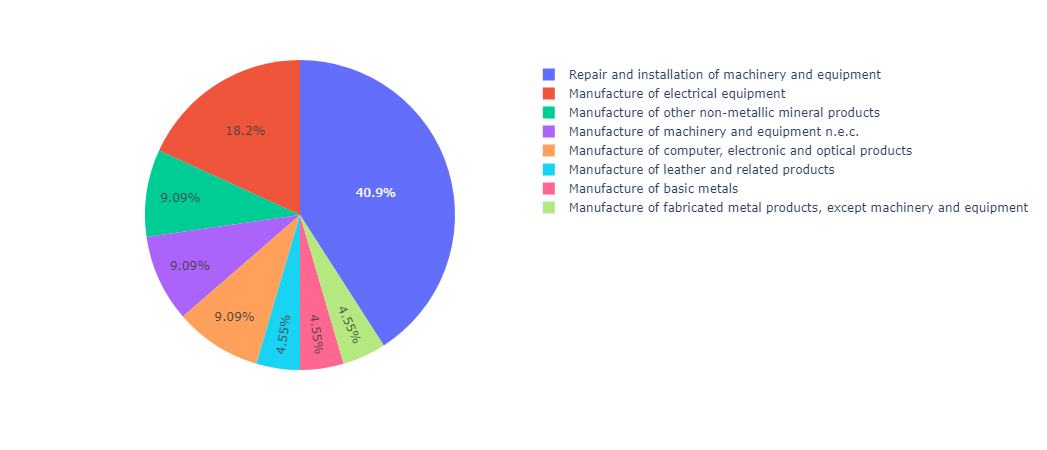 40.9%
18.2%
9.09%
9.09%
9.09%
4.55%
4.55%
4.55%
Repair and installation of machinery and equipment
Manufacture of electrical equipment
Manufacture of other non-metallic mineral products
Manufacture of machinery and equipment n.e.c.
Manufacture of computer, electronic and optical products
Manufacture of leather and related products
Manufacture of basic metals
Manufacture of fabricated metal products, except machinery and equipment